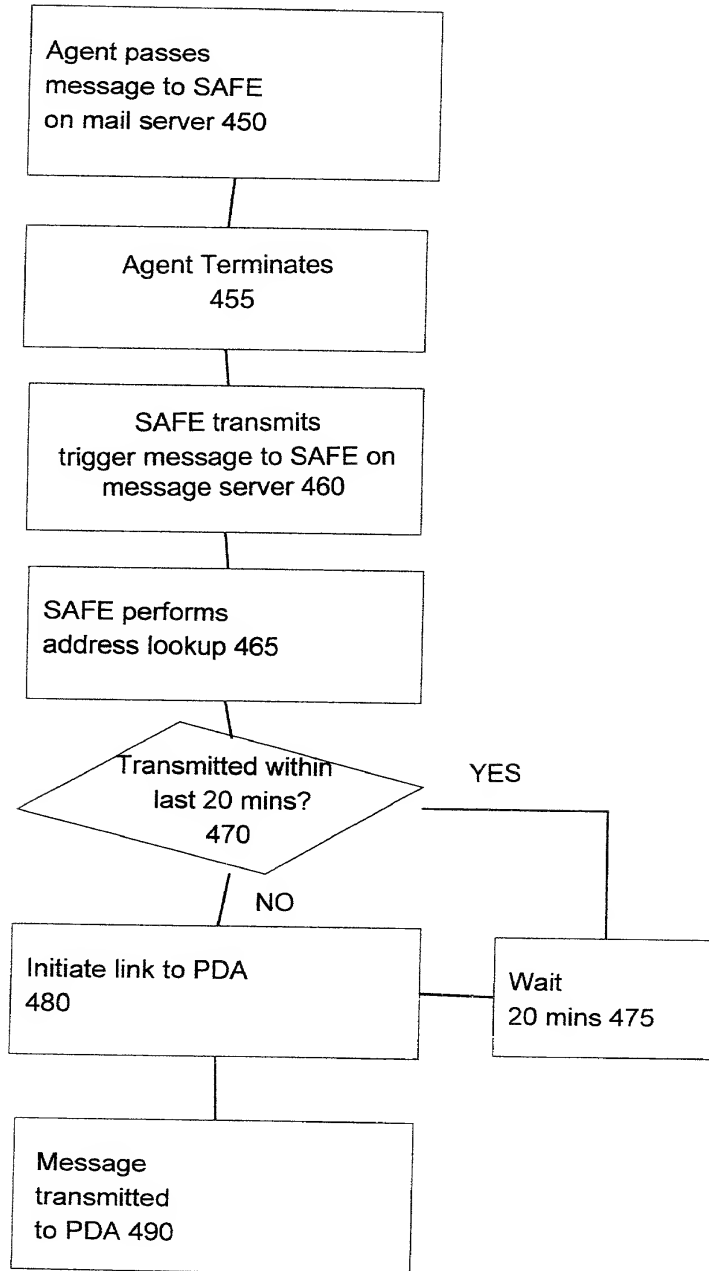 Agent passes
message to SAFE
on mail server 450
Agent Terminates
455
SAFE transmits
trigger message to SAFE on
message server 460
SAFE performs
address lookup 465
Transmitted within
last 20 mins?
470
YES
NO
Initiate link to PDA
480
Wait
20 mins 475
Message
transmitted
to PDA 490